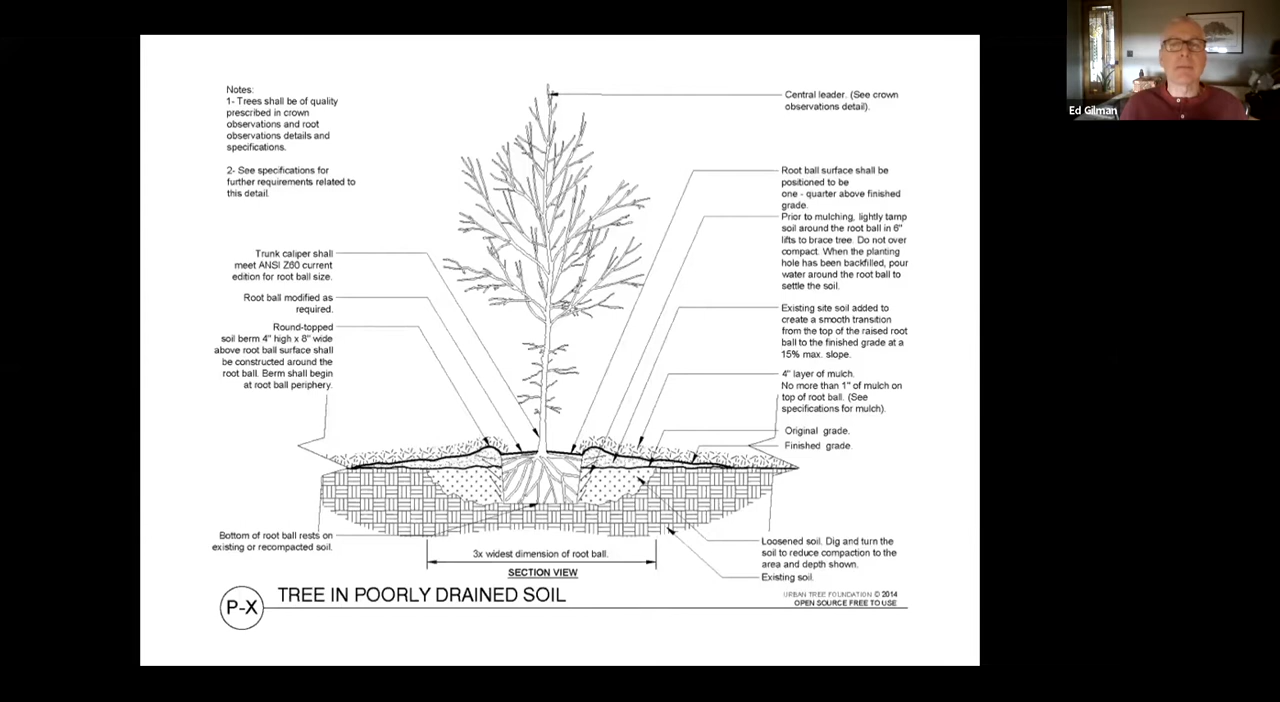 Notes:
1- Trees shall be of quality
prescribed in crown
observations and root
observations details and
specifications.
2- See specifications for
further requirements related to
this detail.
Trunk caliper shall
meet ANSI Z60 current
edition for root ball size.
Root ball modified as
required.
Round-topped
soil berm 4" high x 8" wide
above root ball surface shall
be constructed around the
root ball. Berm shall begin
at root ball periphery.
Bottom of root ball rests on
existing or recompacted soil.
Central leader. (See crown
observations detail).
Root ball surface shall be
positioned to be
one - quarter above finished
grade.
Prior to mulching, lightly tamp
soil around the root ball in 6"
lifts to brace tree. Do not over
compact. When the planting
hole has been backfilled, pour
water around the root ball to
settle the soil.
Existing site soil added to
create a smooth transition
from the top of the raised root
ball to the finished grade at a
15% max. slope.
4" layer of mulch.
No more than 1" of mulch on
top of root ball. (See
specifications for mulch).
Original grade.
Finished grade.
Loosened soil. Dig and turn the
soil to reduce compaction to the
area and depth shown.
Existing soil.
3x widest dimension of root ball.
SECTION VIEW
P-X
TREE IN POORLY DRAINED SOIL
URBAN TREE FOUNDATION © 2014
OPEN SOURCE FREE TO USE
Ed Gilman